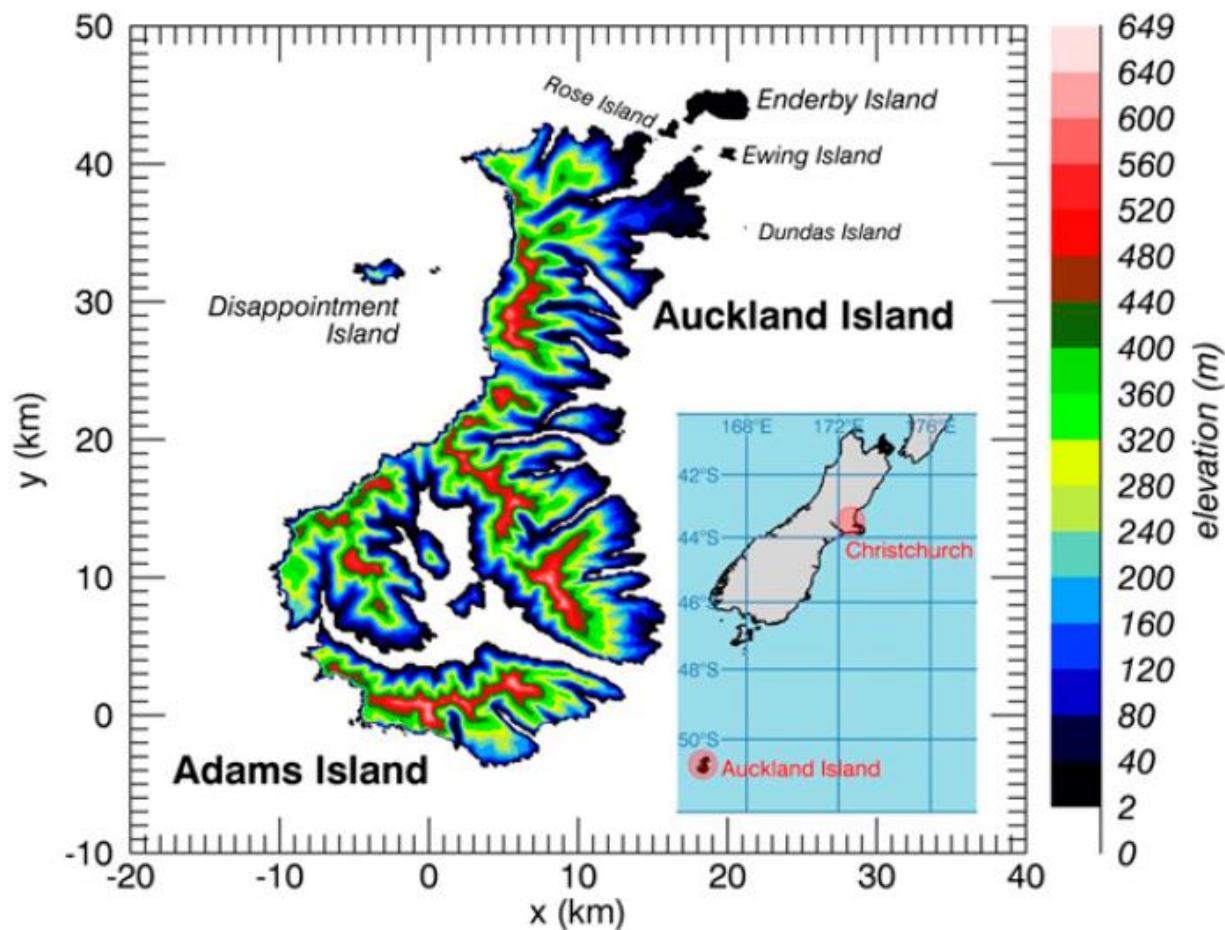 50
40
30
20
10
0
-10
y (km)
-20
-10
0
10
20
30
40
x (km)
Rose Island
Enderby Island
Ewing Island
Dundas Island
Disappointment
Island
Auckland Island
Adams Island
168°E
172°E
176°E
42°S
44°S
Christchurch
46°S
48°S
50°S
Auckland Island
649
640
600
560
520
480
440
400
360
320
280
240
200
160
120
80
40
2
0
elevation (m)